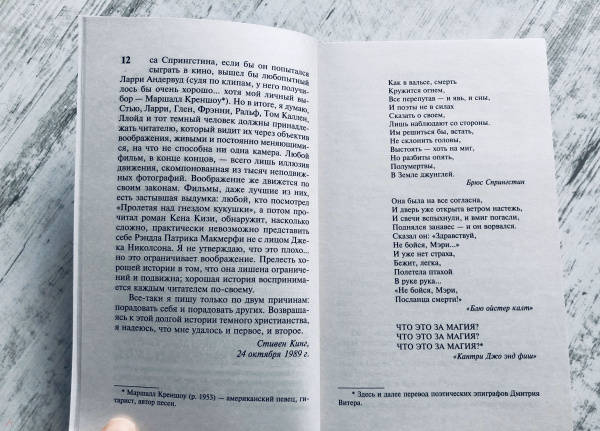 12
са Спрингстина, если бы он попытался
сыграть в кино, вышел бы любопытный
Ларри Андервуд (судя по клипам, у него получи-
лось бы очень хорошо... хотя мой личный вы-
бор — Маршалл Креншоу*). Но в итоге, я думаю,
Стью, Ларри, Глен, Фрэнни, Ральф, Том Каллен,
Ллойд и тот темный человек должны принадле-
жать читателю, который видит их через объектив
воображения, живыми и постоянно меняющими-
ся, на что не способна ни одна камера. Любой
фильм, в конце концов, — всего лишь иллюзия
движения, скомпонованная из тысяч неподвиж-
ных фотографий. Воображение же движется по
своим законам. Фильмы, даже лучшие из них,
есть застывшая выдумка: любой, кто посмотрел
«Пролетая над гнездом кукушки», а потом про-
читал роман Кена Кизи, обнаружит, насколько
сложно, практически невозможно представить
себе Рэндла Патрика Макмерфи не с лицом Дже-
ка Николсона. Я не утверждаю, что это плохо...
но это ограничивает воображение. Прелесть хо-
рошей истории в том, что она лишена ограниче-
ний и подвижна; хорошая история воспринима-
ется каждым читателем по-своему.
Все-таки я пишу только по двум причинам:
порадовать себя и порадовать других. Возвраща-
ясь к этой долгой истории темного христианства,
я надеюсь, что мне удалось и первое, и второе.
Стивен Кинг,
24 октября 1989 г.
* Маршалл Креншоу (р. 1953) — американский певец, ги-
тарист, автор песен.
Как в вальсе, смерть
Кружится огнем,
Все перепутав — и явь, и сны,
И поэты не в силах
Сказать о своем,
Лишь наблюдают со стороны.
Им решиться бы, встать,
Не склонить головы,
Выстоять — хоть на миг,
Но разбиты опять,
Полумертвы,
В Земле джунглей.
Брюс Спрингстин
Она была на все согласна,
И дверь уже открыта ветром настежь,
И свечи вспыхнули, и вмиг погасли,
Поднялся занавес — и он ворвался.
Сказал он: «Здравствуй,
Не бойся, Мэри...»
И уже нет страха,
Бежит, легка,
Полетела птахой
В руке рука...
«Не бойся, Мэри,
Посланца смерти!»
«Блю ойстер калт»
ЧТО ЭТО ЗА МАГИЯ?
ЧТО ЭТО ЗА МАГИЯ?
ЧТО ЭТО ЗА МАГИЯ?*
«Кантри Джо энд фиш»
* Здесь и далее перевод поэтических эпиграфов Дмитрия
Витера.